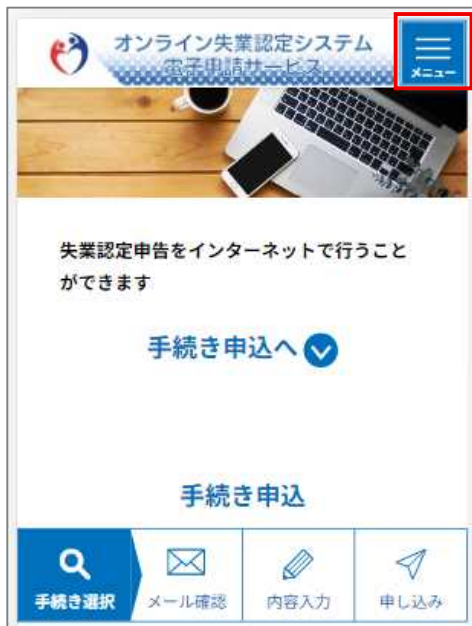 オンライン失業認定システム
電子申請サービス
メニュー
失業認定申告をインターネットで行うこと
ができます
手続き申込へ
手続き申込
手続き選択
メール確認
内容入力
申し込み